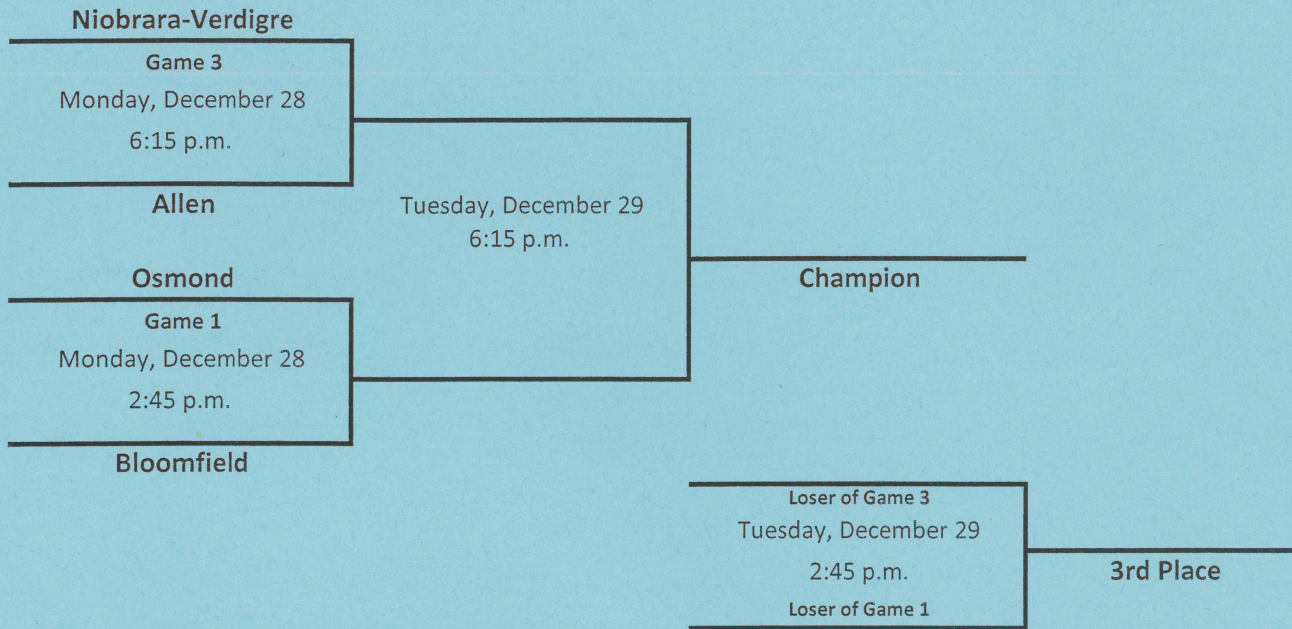 Niobrara-Verdigre
Game 3
Monday, December 28
6:15 p.m.
Allen
Tuesday, December 29
6:15 p.m.
Osmond
Champion
Game 1
Monday, December 28
2:45 p.m.
Bloomfield
Loser of Game 3
Tuesday, December 29
2:45 p.m.
3rd Place
Loser of Game 1